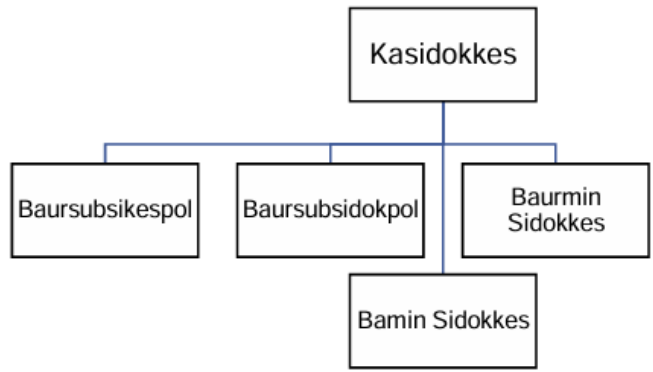 Kasidokkes
Baursubsikespol
Baursubsidokpol
Baurmin
Sidokkes
Bamin Sidokkes